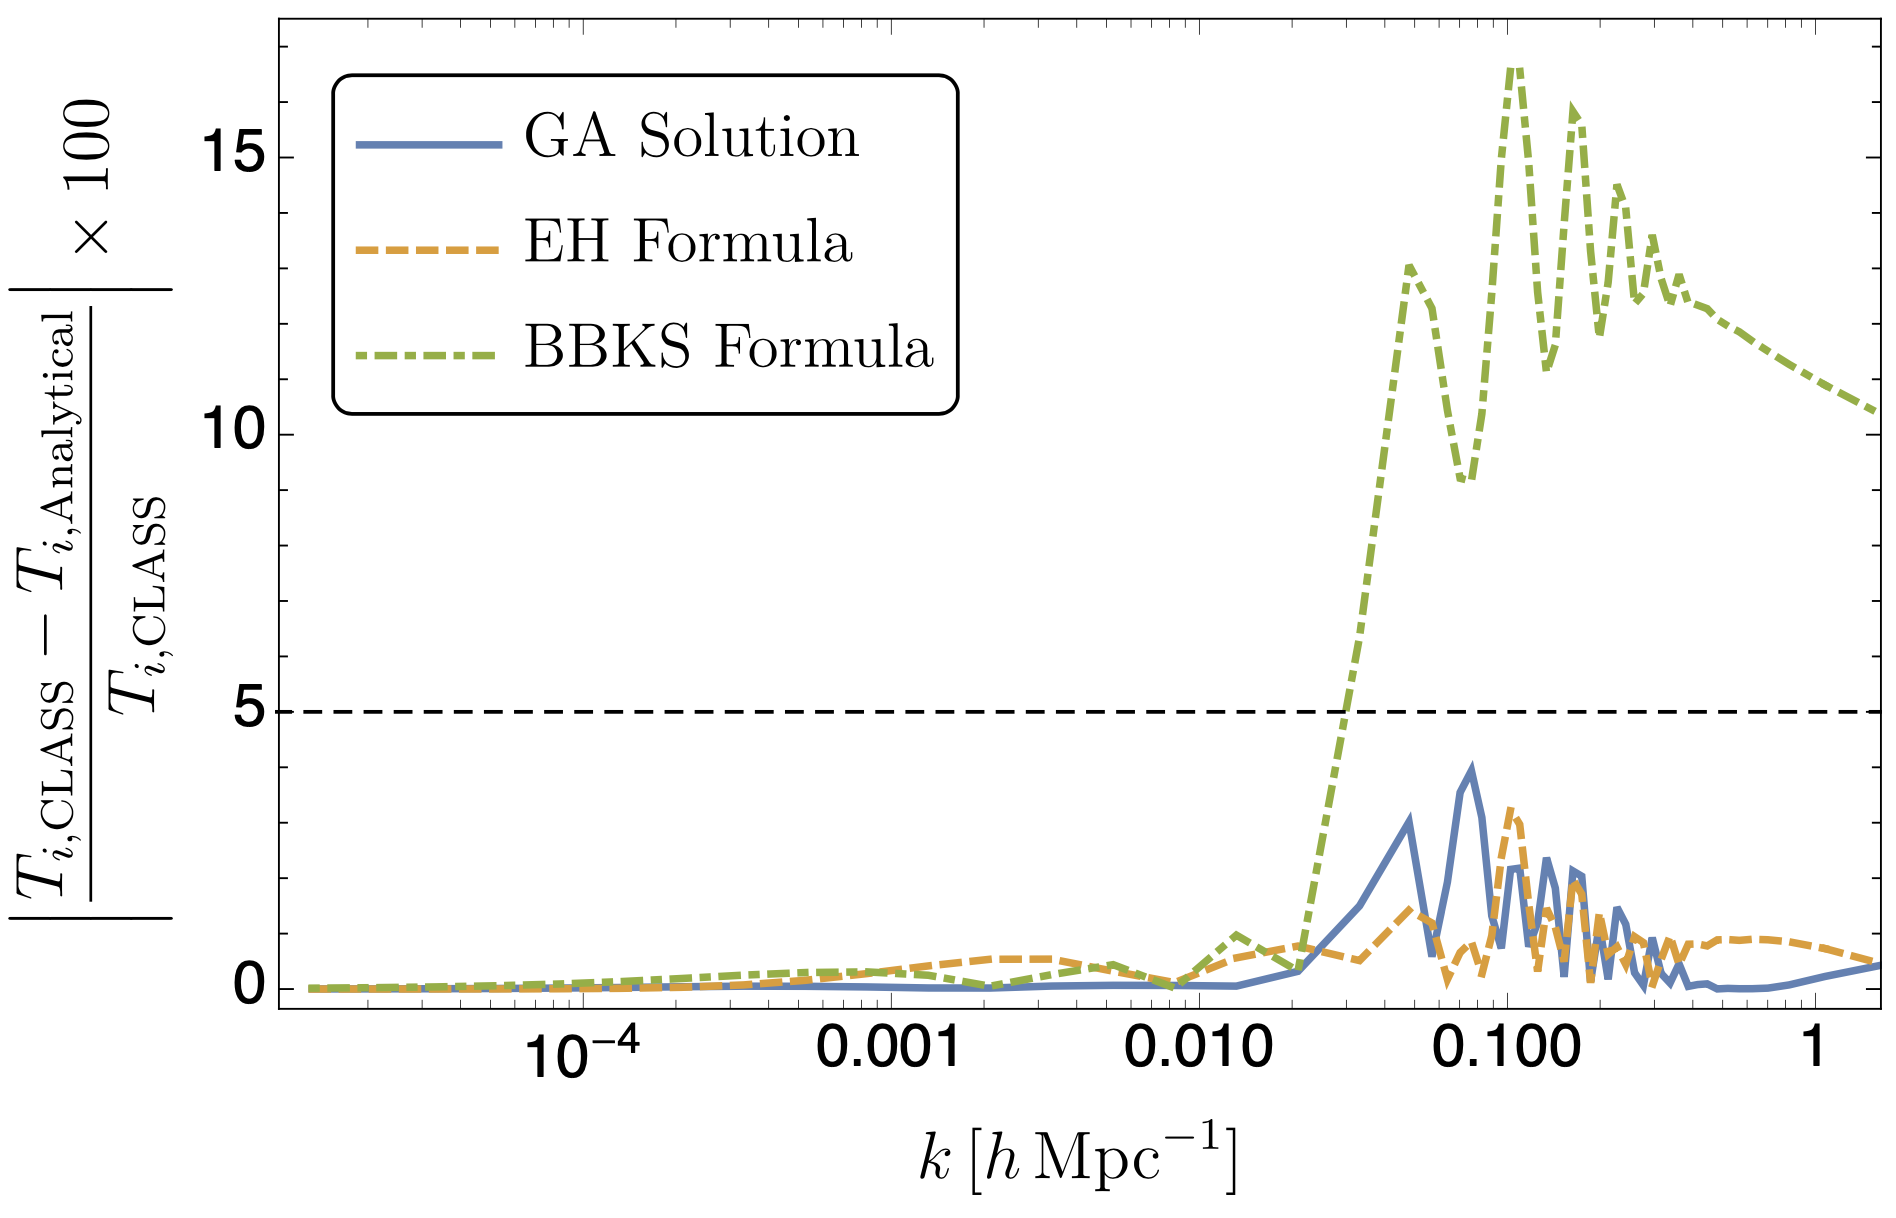 | T_{i,CLASS} − T_{i,Analytical} / T_{i,CLASS} | × 100
15
10
5
0
GA Solution
EH Formula
BBKS Formula
10⁻⁴ 0.001 0.010 0.100 1
k [h Mpc⁻¹]